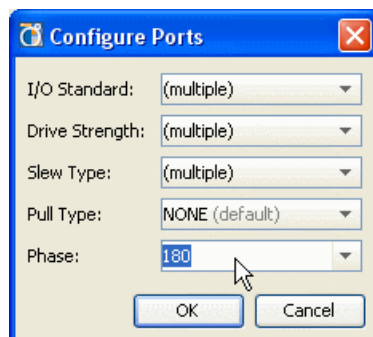 Configure Ports
I/O Standard: (multiple)
Drive Strength: (multiple)
Slew Type: (multiple)
Pull Type: NONE (default)
Phase: 180
OK Cancel